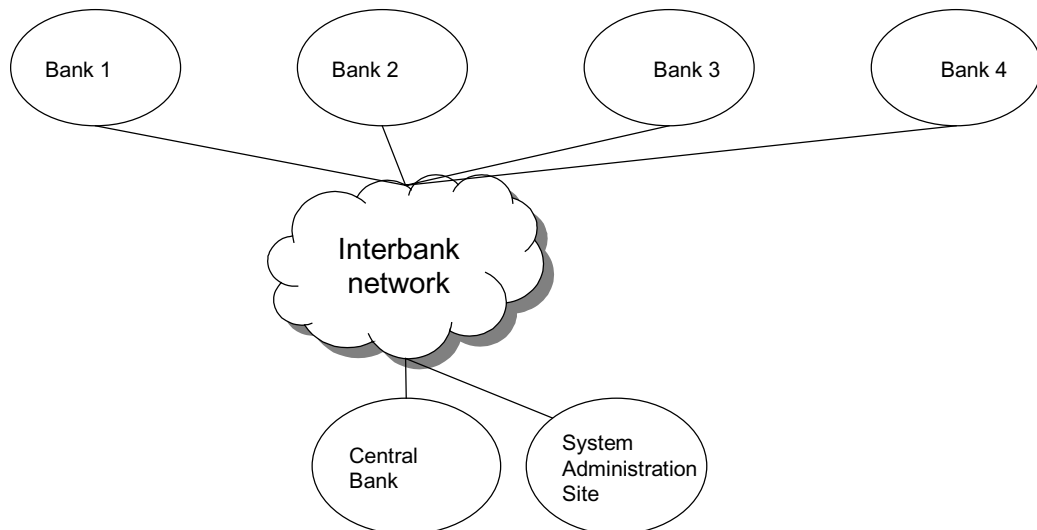 Bank 1
Bank 2
Bank 3
Bank 4
Interbank
network
Central
Bank
System
Administration
Site